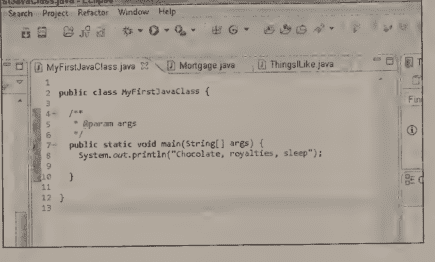 Search Project Refactor Window Help
MyFirstJavaClass.java Mortgage.java ThingsILike.java
1
2 public class MyFirstJavaClass {
3
4 /**
5 * @param args
6 */
7 public static void main(String[] args) {
8 System.out.println("Chocolate, royalties, sleep");
9
10 }
11
12 }
13